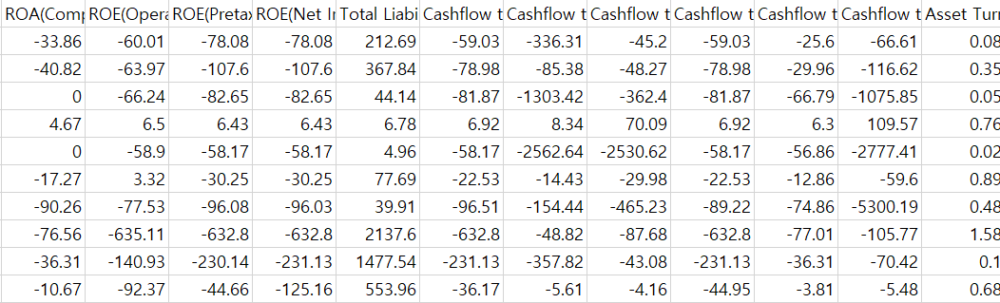 ROA(Comp ROE(Opera ROE(Pretax ROE(Net In Total Liabi Cashflow t Cashflow t Cashflow t Cashflow t Cashflow t Cashflow t Asset Turn
-33.86 -60.01 -78.08 -78.08 212.69 -59.03 -336.31 -45.2 -59.03 -25.6 -66.61 0.08
-40.82 -63.97 -107.6 -107.6 367.84 -78.98 -85.38 -48.27 -78.98 -29.96 -116.62 0.35
0 -66.24 -82.65 -82.65 44.14 -81.87 -1303.42 -362.4 -81.87 -66.79 -1075.85 0.05
4.67 6.5 6.43 6.43 6.78 6.92 8.34 70.09 6.92 6.3 109.57 0.76
0 -58.9 -58.17 -58.17 4.96 -58.17 -2562.64 -2530.62 -58.17 -56.86 -2777.41 0.02
-17.27 3.32 -30.25 -30.25 77.69 -22.53 -14.43 -29.98 -22.53 -12.86 -59.6 0.89
-90.26 -77.53 -96.08 -96.03 39.91 -96.51 -154.44 -465.23 -89.22 -74.86 -5300.19 0.48
-76.56 -635.11 -632.8 -632.8 2137.6 -632.8 -48.82 -87.68 -632.8 -77.01 -105.77 1.58
-36.31 -140.93 -230.14 -231.13 1477.54 -231.13 -357.82 -43.08 -231.13 -36.31 -70.42 0.1
-10.67 -92.37 -44.66 -125.16 553.96 -36.17 -5.61 -4.16 -44.95 -3.81 -5.48 0.68